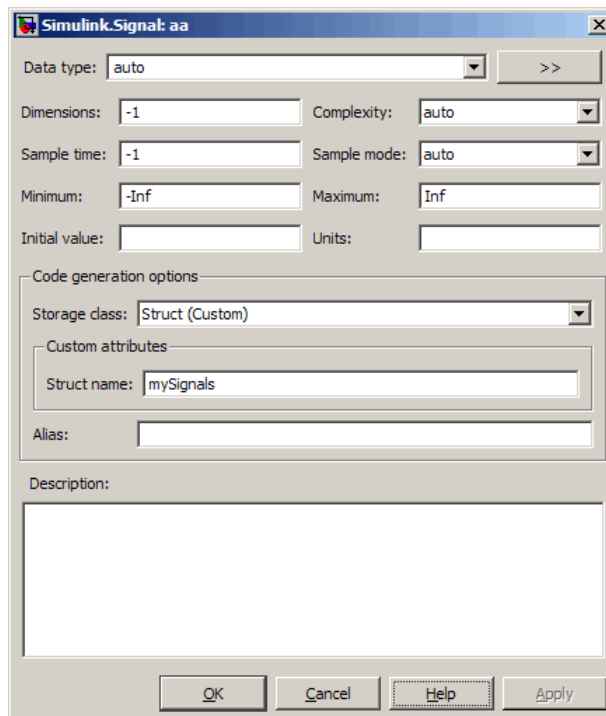 Simulink.Signal: aa
Data type: auto >>
Dimensions: -1 Complexity: auto
Sample time: -1 Sample mode: auto
Minimum: -Inf Maximum: Inf
Initial value: Units:
Code generation options
Storage class: Struct (Custom)
Custom attributes
Struct name: mySignals
Alias:
Description:
OK Cancel Help Apply